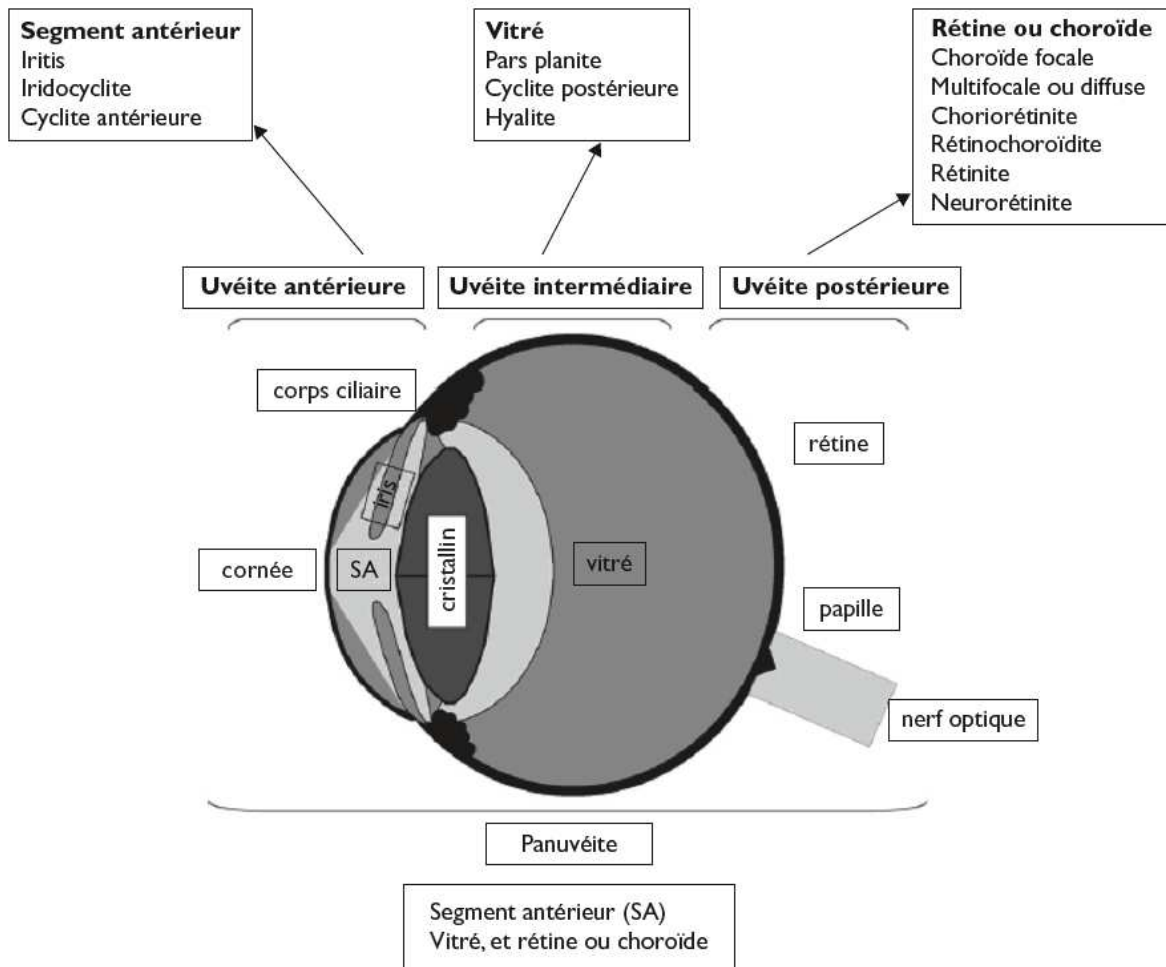 Segment antérieur
Iritis
Iridocyclite
Cyclite antérieure
Vitré
Pars planite
Cyclite postérieure
Hyalite
Rétine ou choroïde
Choroïde focale
Multifocale ou diffuse
Choriorétinite
Rétinochoroïdite
Rétinite
Neurorétinite
Uvéite antérieure
Uvéite intermédiaire
Uvéite postérieure
corps ciliaire
rétine
iris
cornée
SA
cristallin
vitré
papille
nerf optique
Panuvéite
Segment antérieur (SA)
Vitré, et rétine ou choroïde